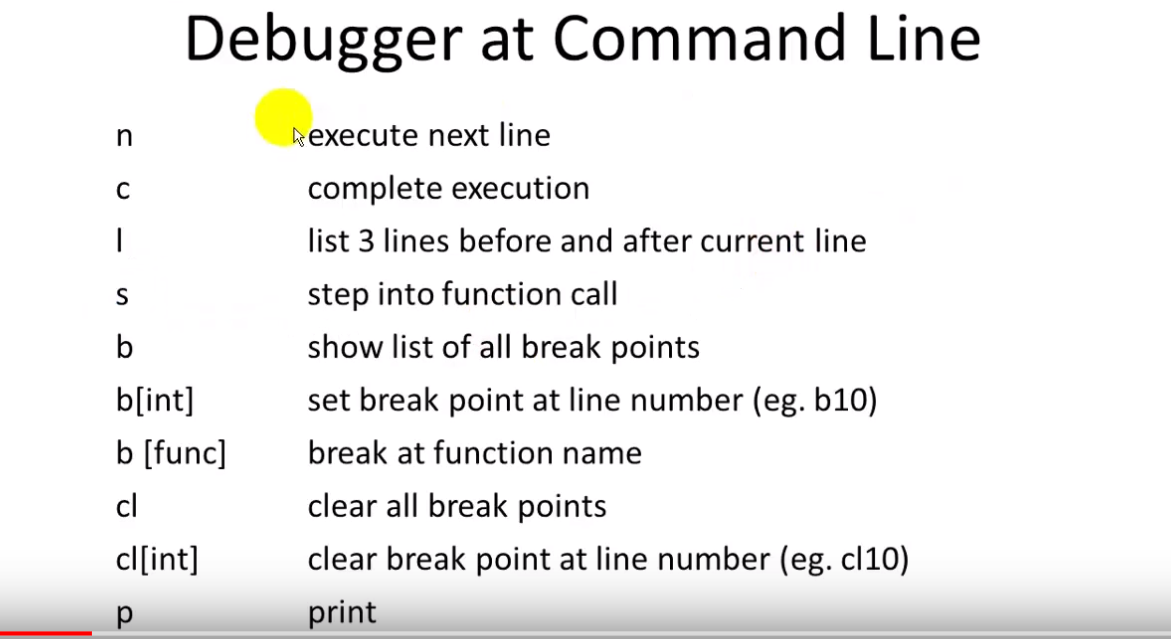 Debugger at Command Line
n execute next line
c complete execution
l list 3 lines before and after current line
s step into function call
b show list of all break points
b[int] set break point at line number (eg. b10)
b [func] break at function name
cl clear all break points
cl[int] clear break point at line number (eg. cl10)
p print